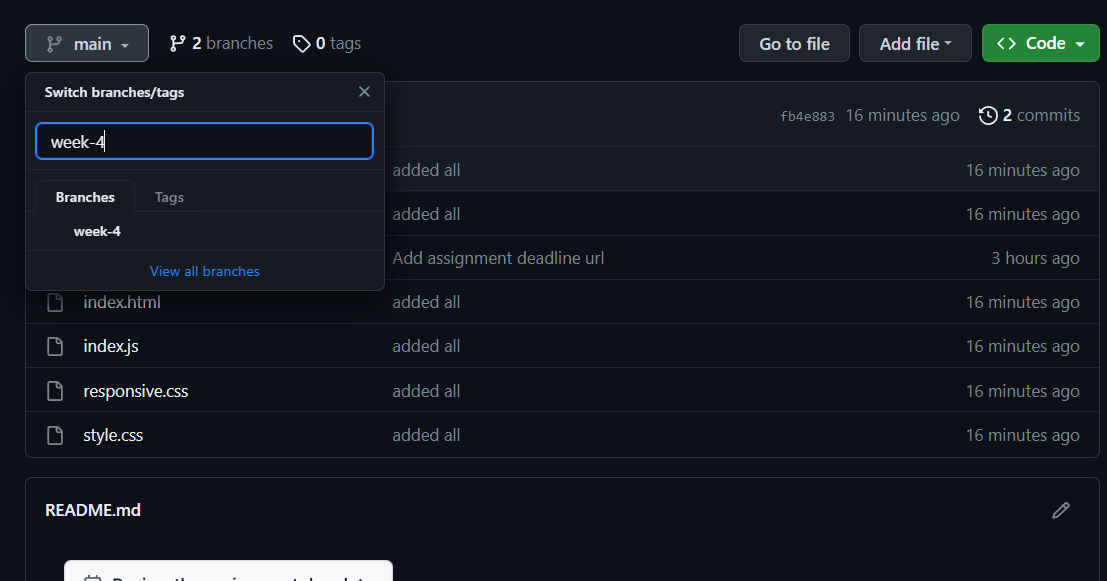 main 2 branches 0 tags Go to file Add file Code
Switch branches/tags
fb4e883 16 minutes ago 2 commits
week-4
added all 16 minutes ago
Branches Tags
added all 16 minutes ago
week-4
Add assignment deadline url 3 hours ago
View all branches
index.html added all 16 minutes ago
index.js added all 16 minutes ago
responsive.css added all 16 minutes ago
style.css added all 16 minutes ago
README.md